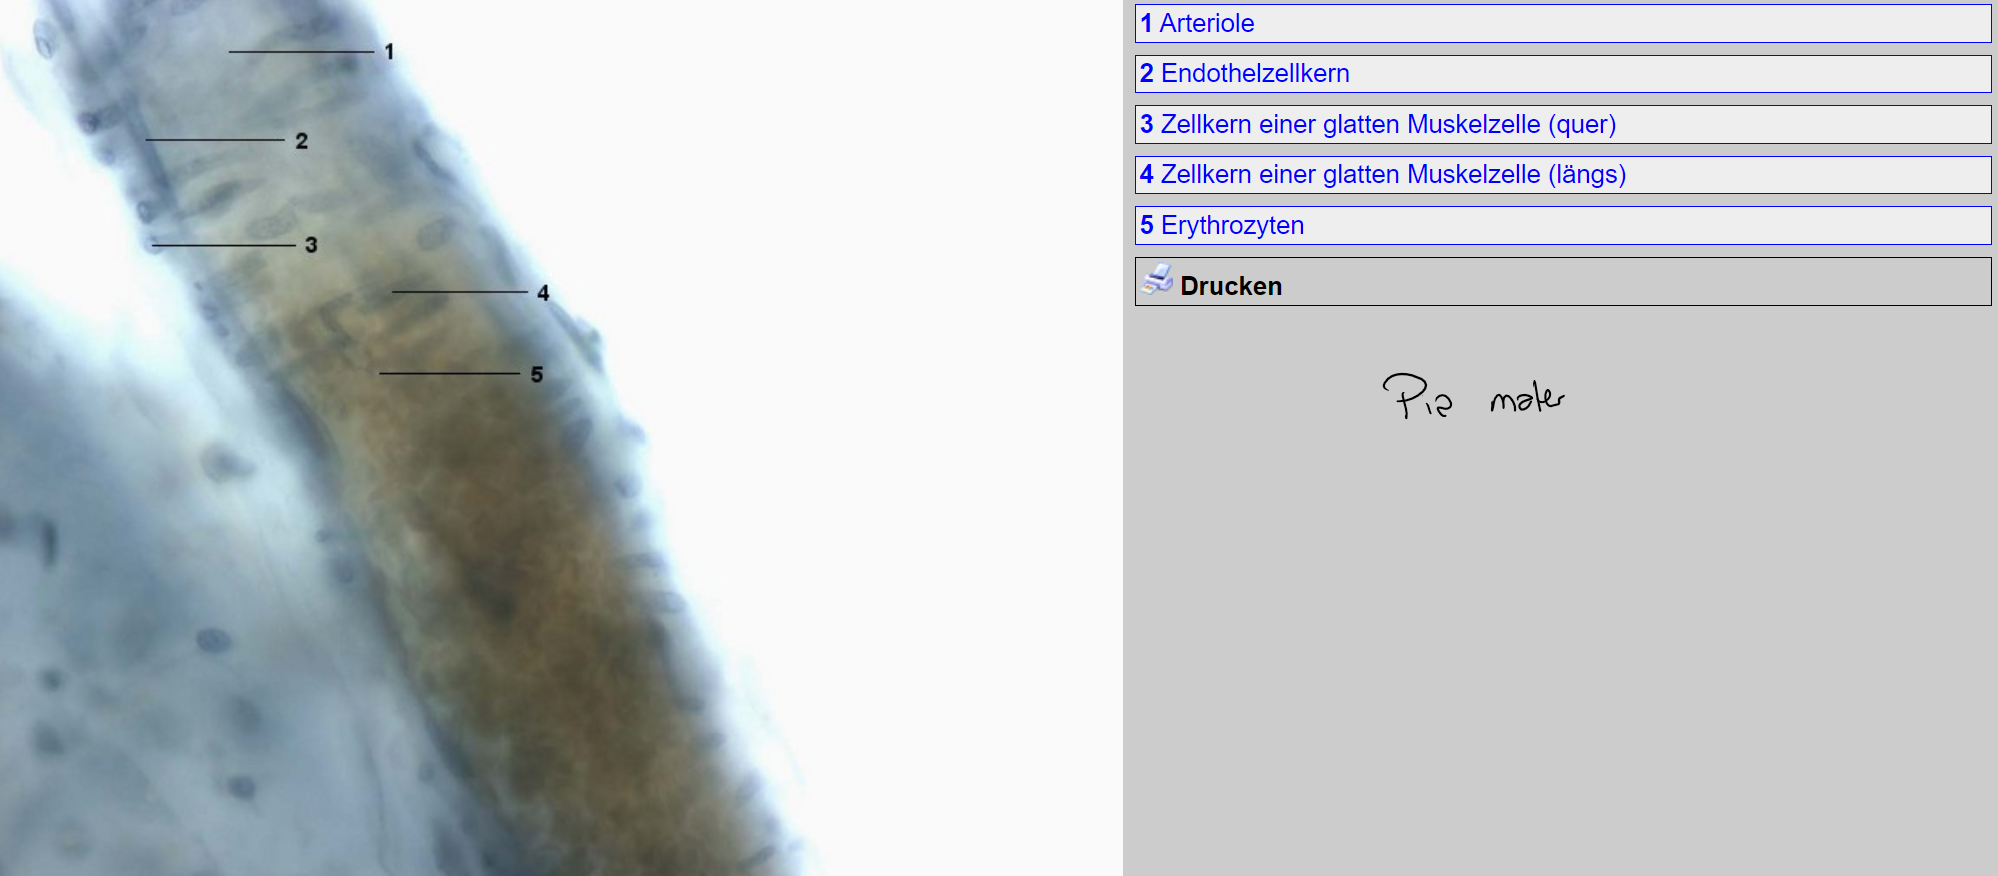 1
2
3
4
5
1 Arteriole
2 Endothelzellkern
3 Zellkern einer glatten Muskelzelle (quer)
4 Zellkern einer glatten Muskelzelle (längs)
5 Erythrozyten
Drucken
Pia mater